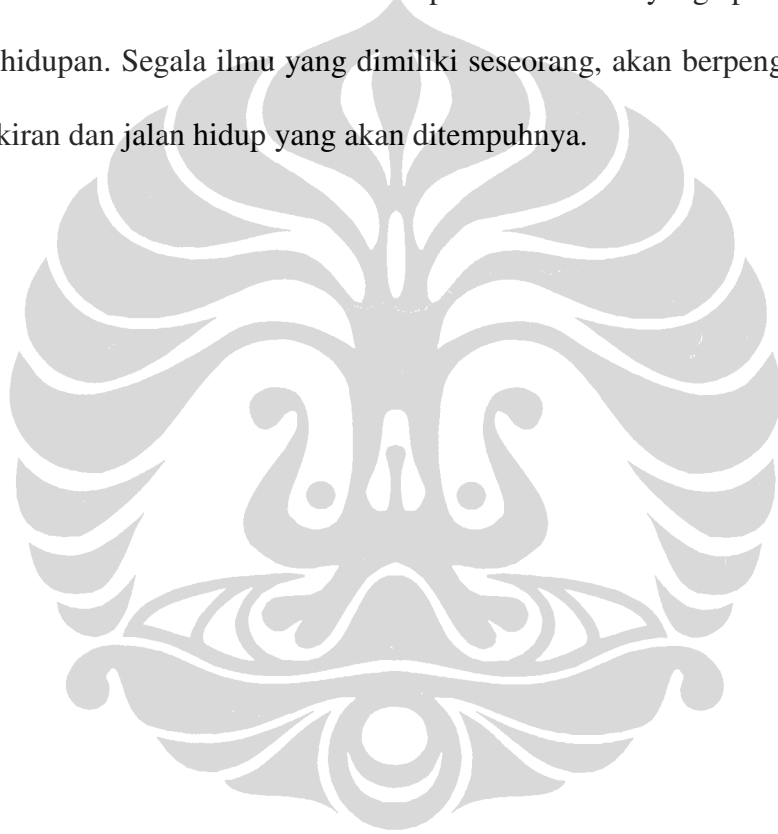 hidupan. Segala ilmu yang dimiliki seseorang, akan berpeng
kiran dan jalan hidup yang akan ditempuhnya.